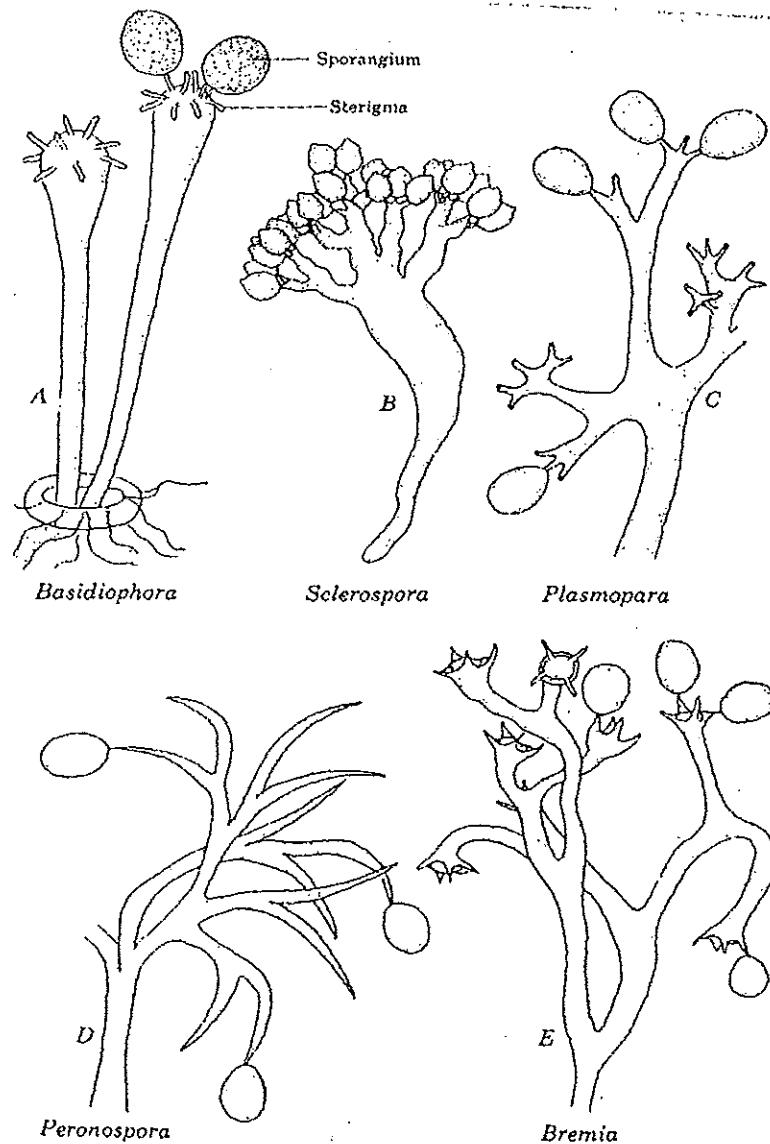 Sporangium
Sterigma
A
B
C
Basidiophora
Sclerospora
Plasmopara
D
E
Peronospora
Bremia